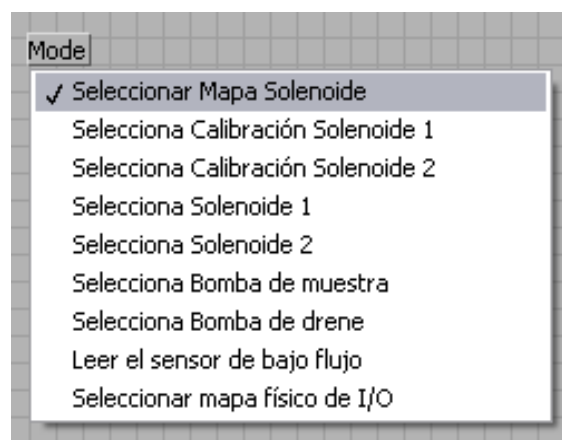 Mode
✓ Seleccionar Mapa Solenoide
Selecciona Calibración Solenoide 1
Selecciona Calibración Solenoide 2
Selecciona Solenoide 1
Selecciona Solenoide 2
Selecciona Bomba de muestra
Selecciona Bomba de drene
Leer el sensor de bajo flujo
Seleccionar mapa físico de I/O